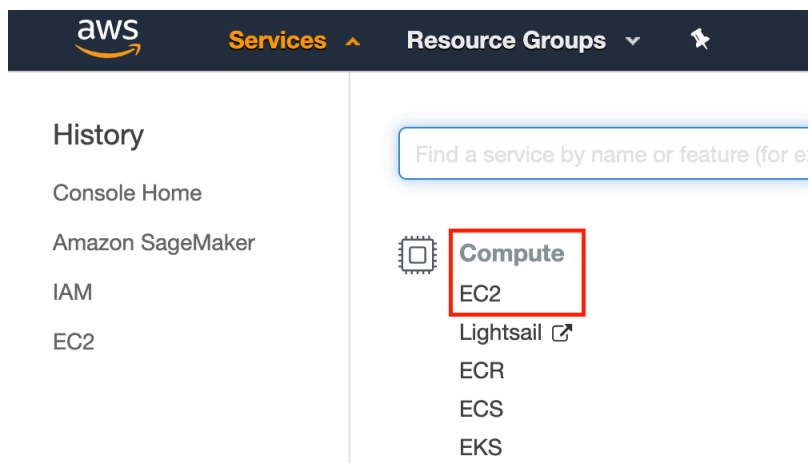 aws Services Resource Groups
History
Console Home
Amazon SageMaker
IAM
EC2
Find a service by name or feature (for e
Compute
EC2
Lightsail
ECR
ECS
EKS